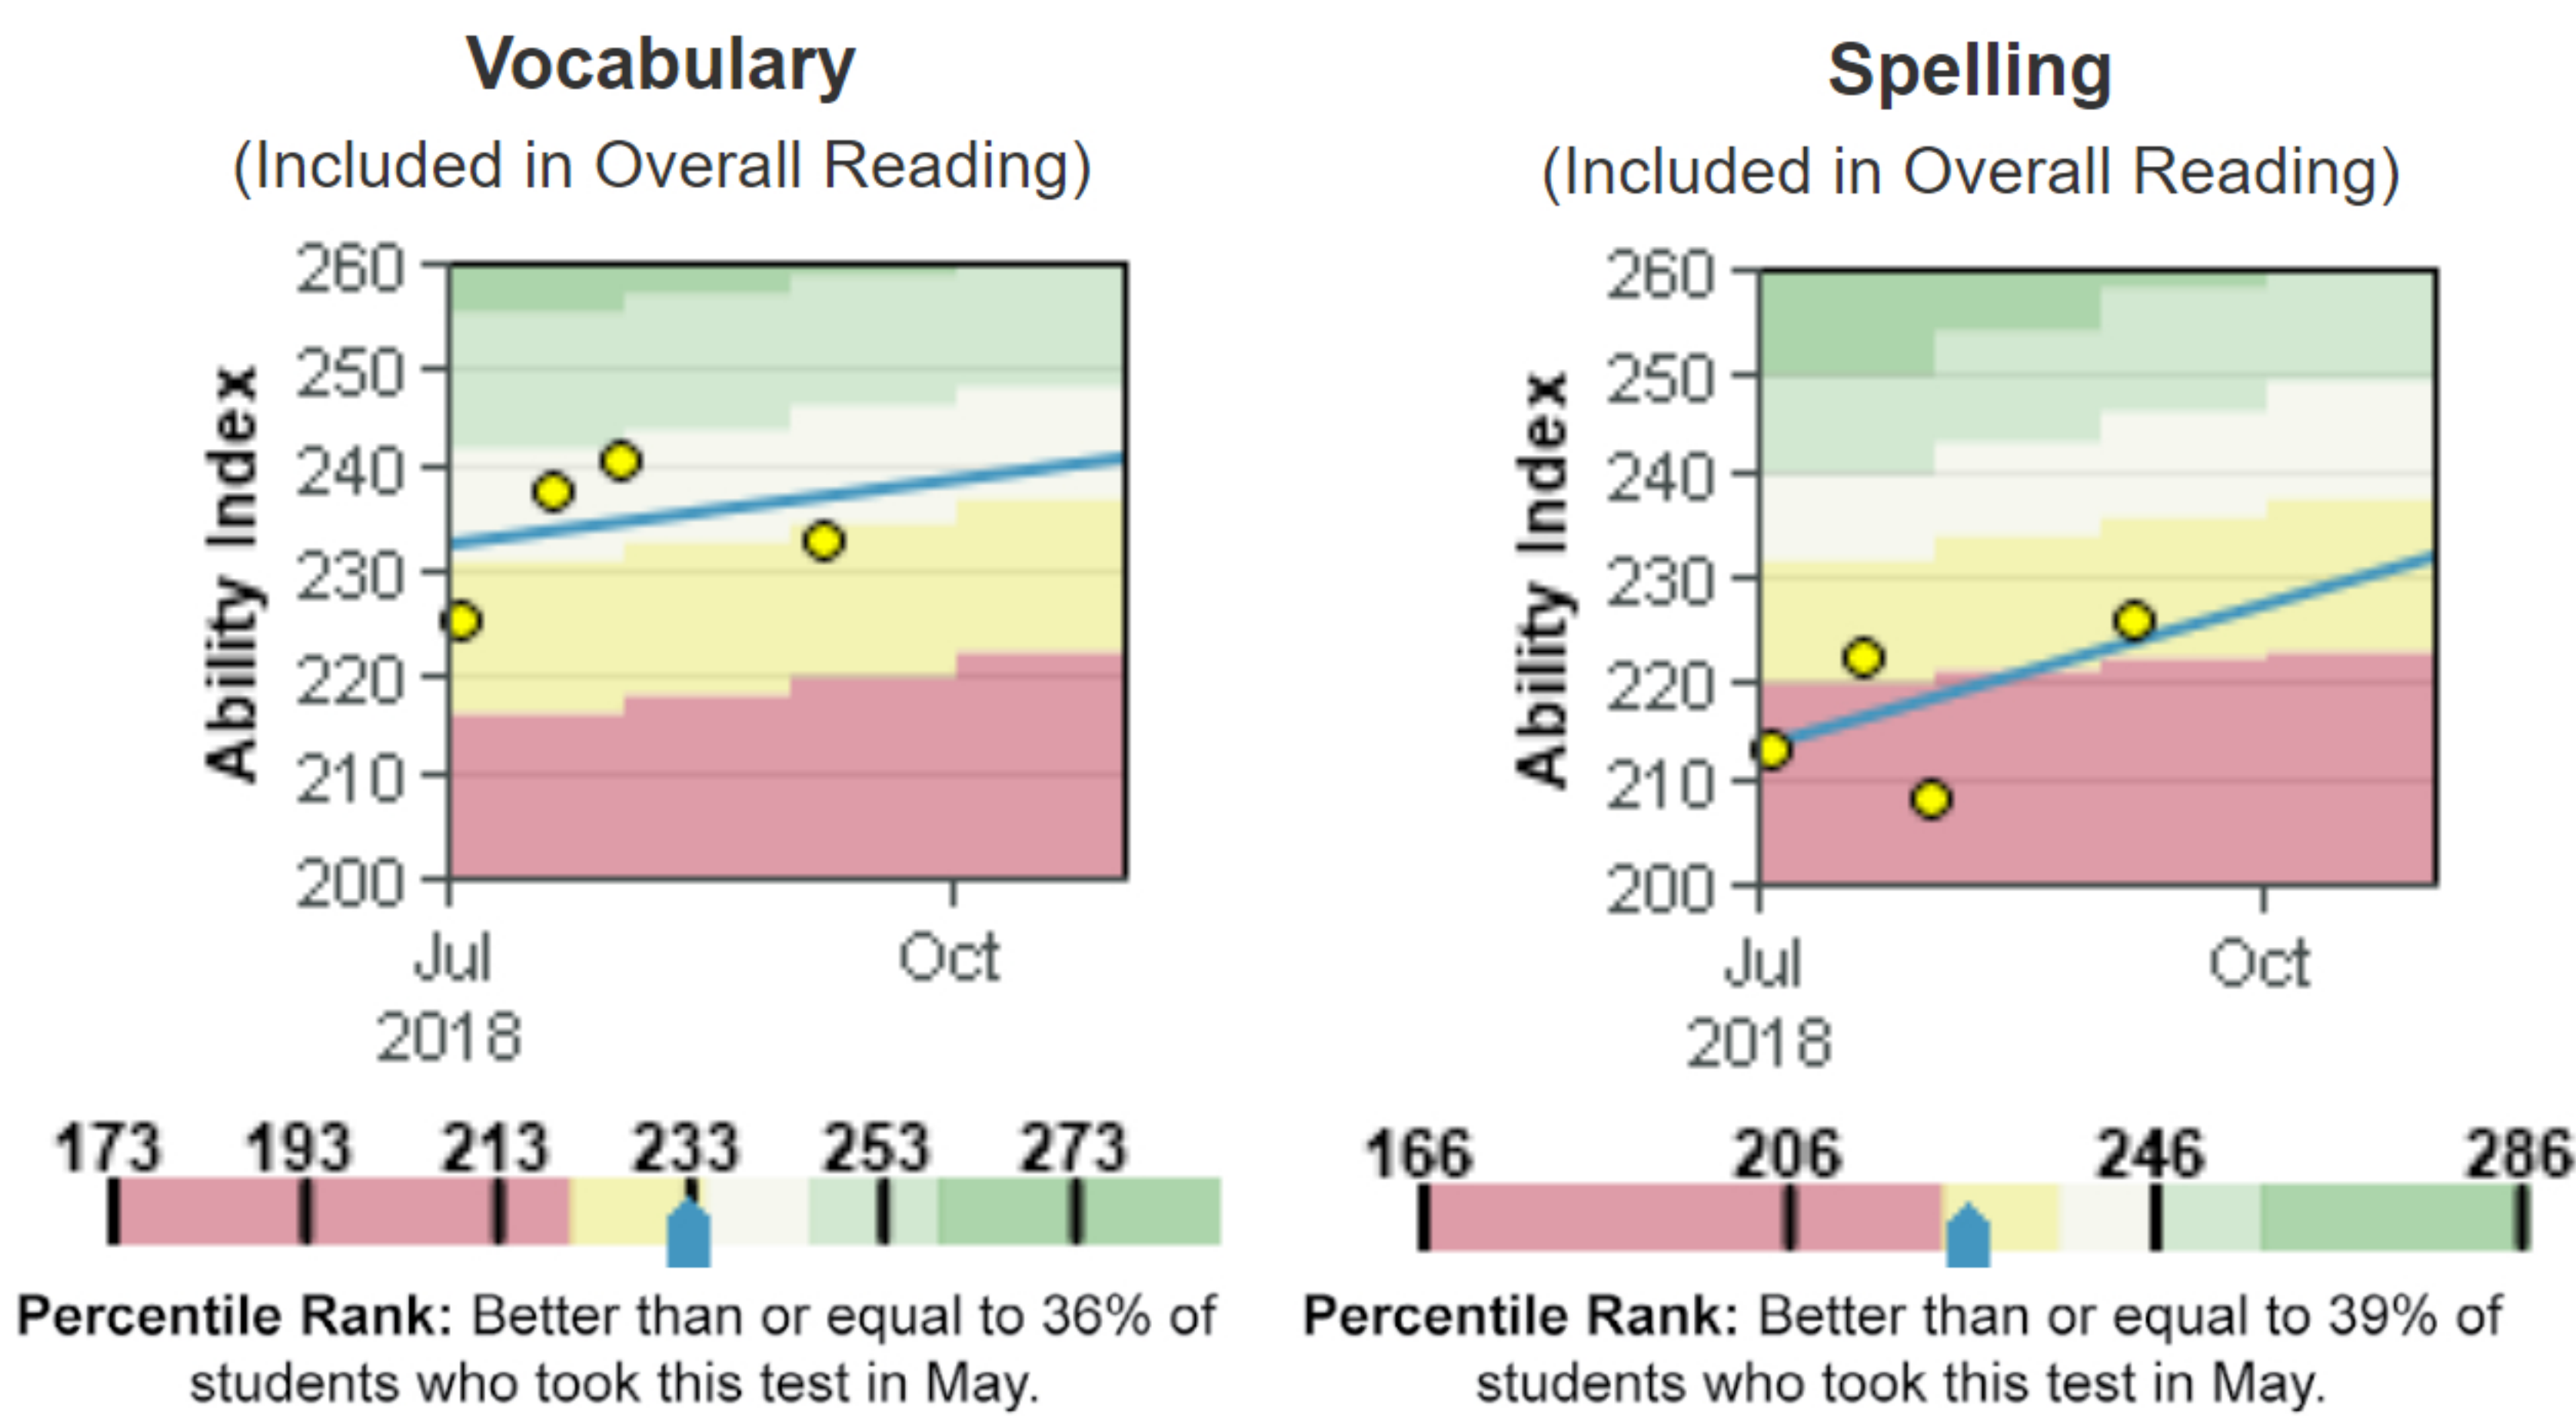 Vocabulary
(Included in Overall Reading)
Ability Index
260
250
240
230
220
210
200
Jul
2018
Oct
173 193 213 233 253 273
Percentile Rank: Better than or equal to 36% of
students who took this test in May.
Spelling
(Included in Overall Reading)
Ability Index
260
250
240
230
220
210
200
Jul
2018
Oct
166 206 246 286
Percentile Rank: Better than or equal to 39% of
students who took this test in May.